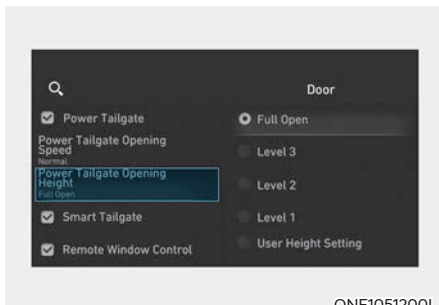 Door
Power Tailgate
Power Tailgate Opening
Speed
Normal
Power Tailgate Opening
Height
Full Open
Smart Tailgate
Remote Window Control
Full Open
Level 3
Level 2
Level 1
User Height Setting